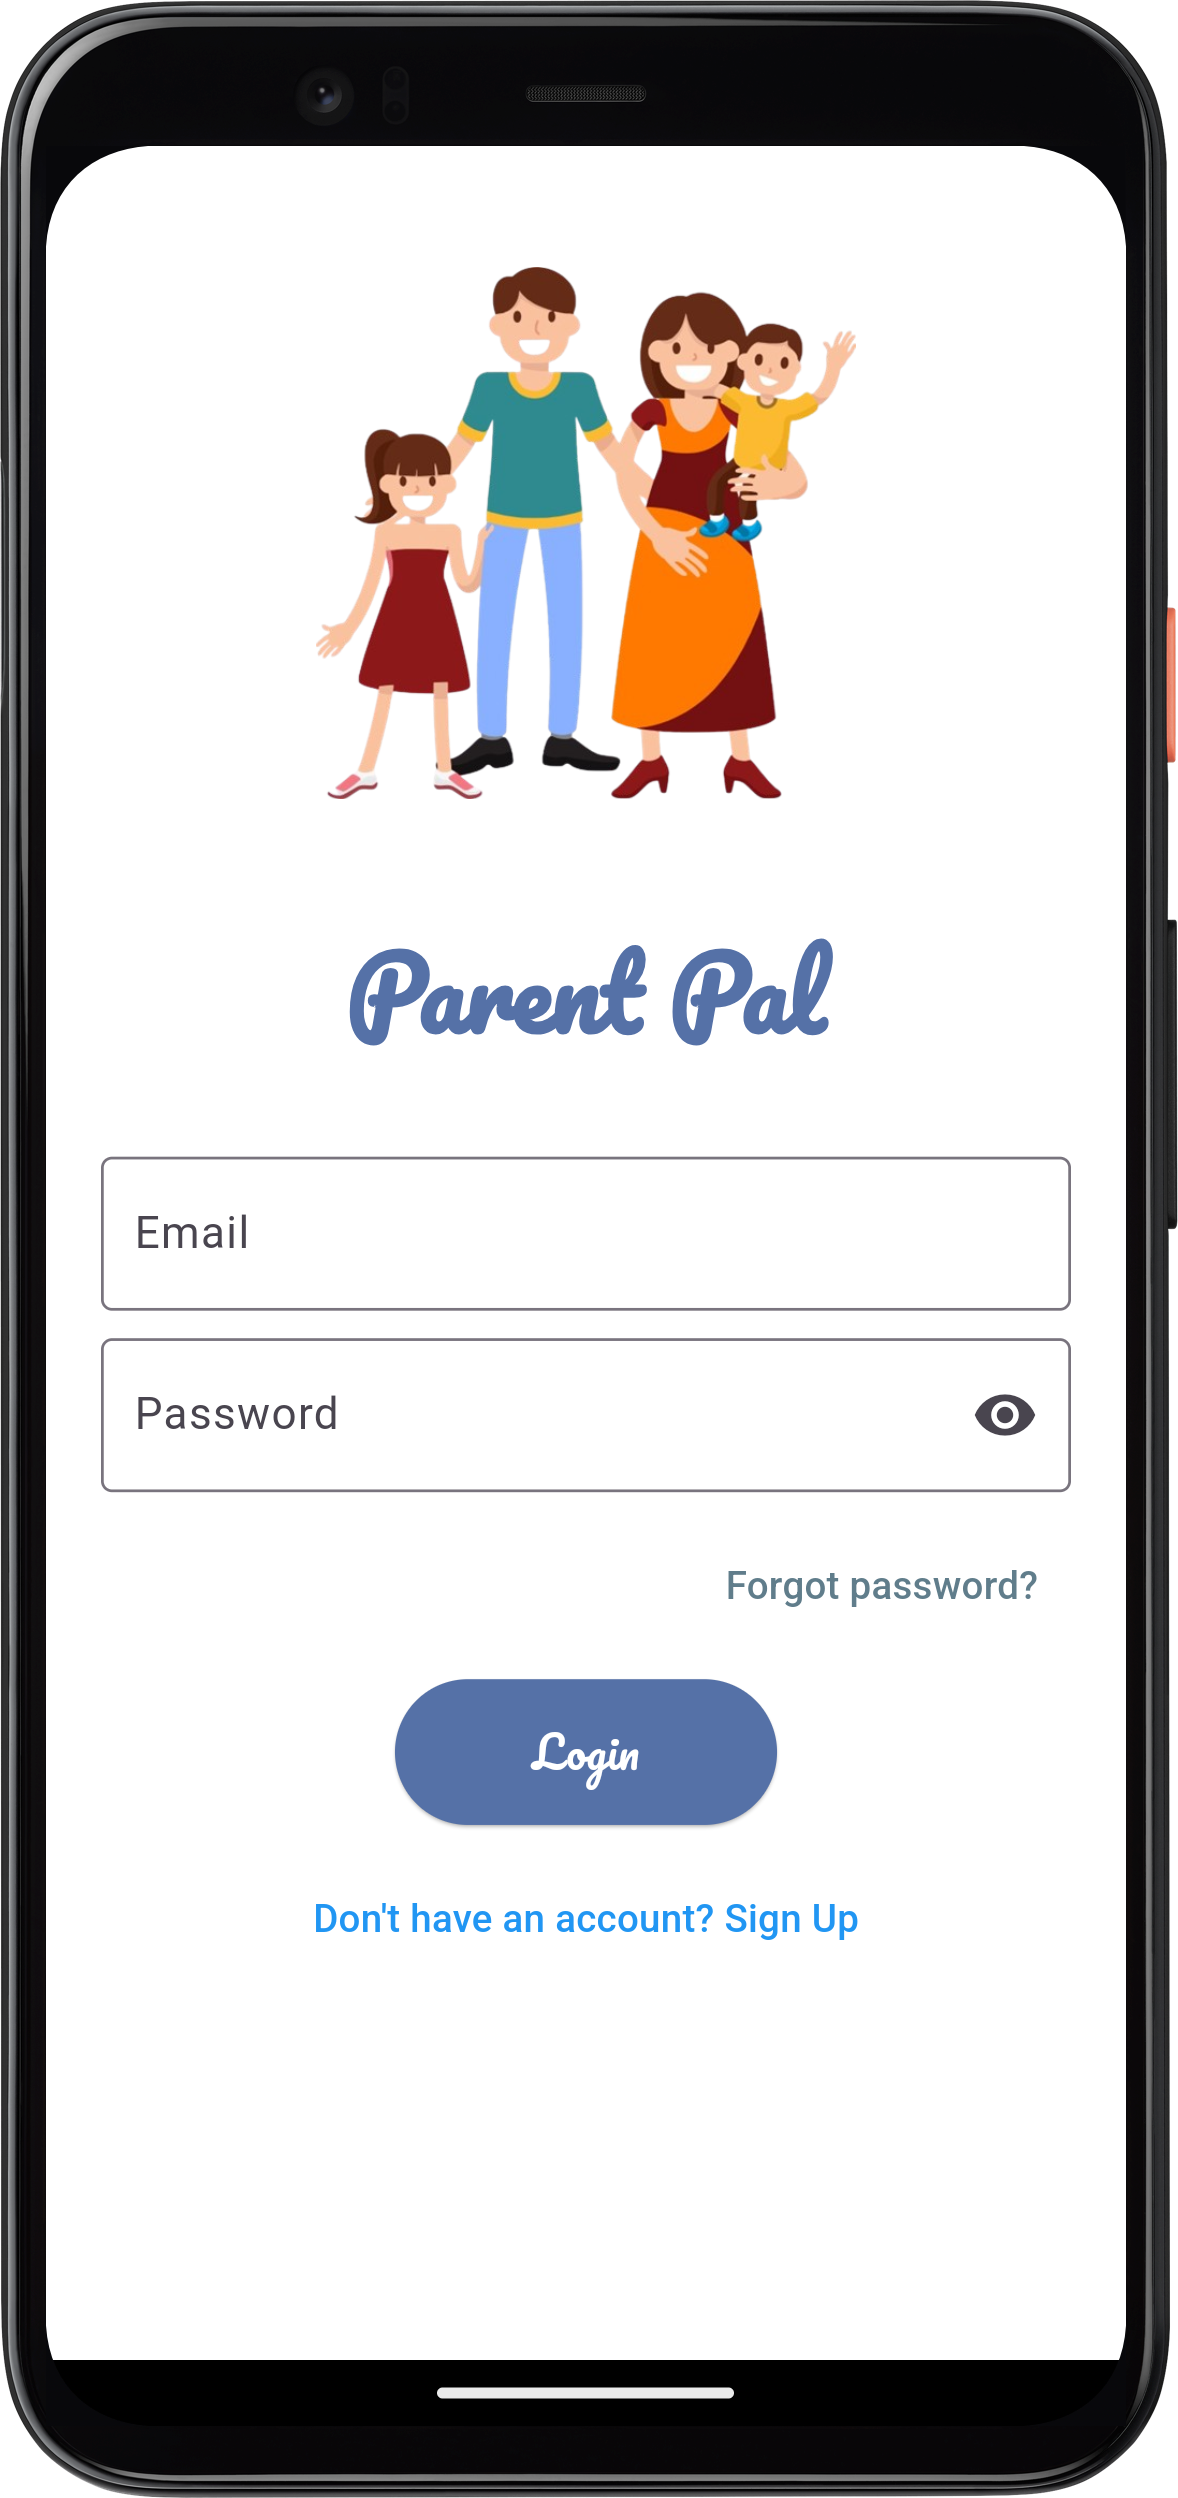 Parent Pal
Email
Password
Forgot password?
Login
Don't have an account? Sign Up